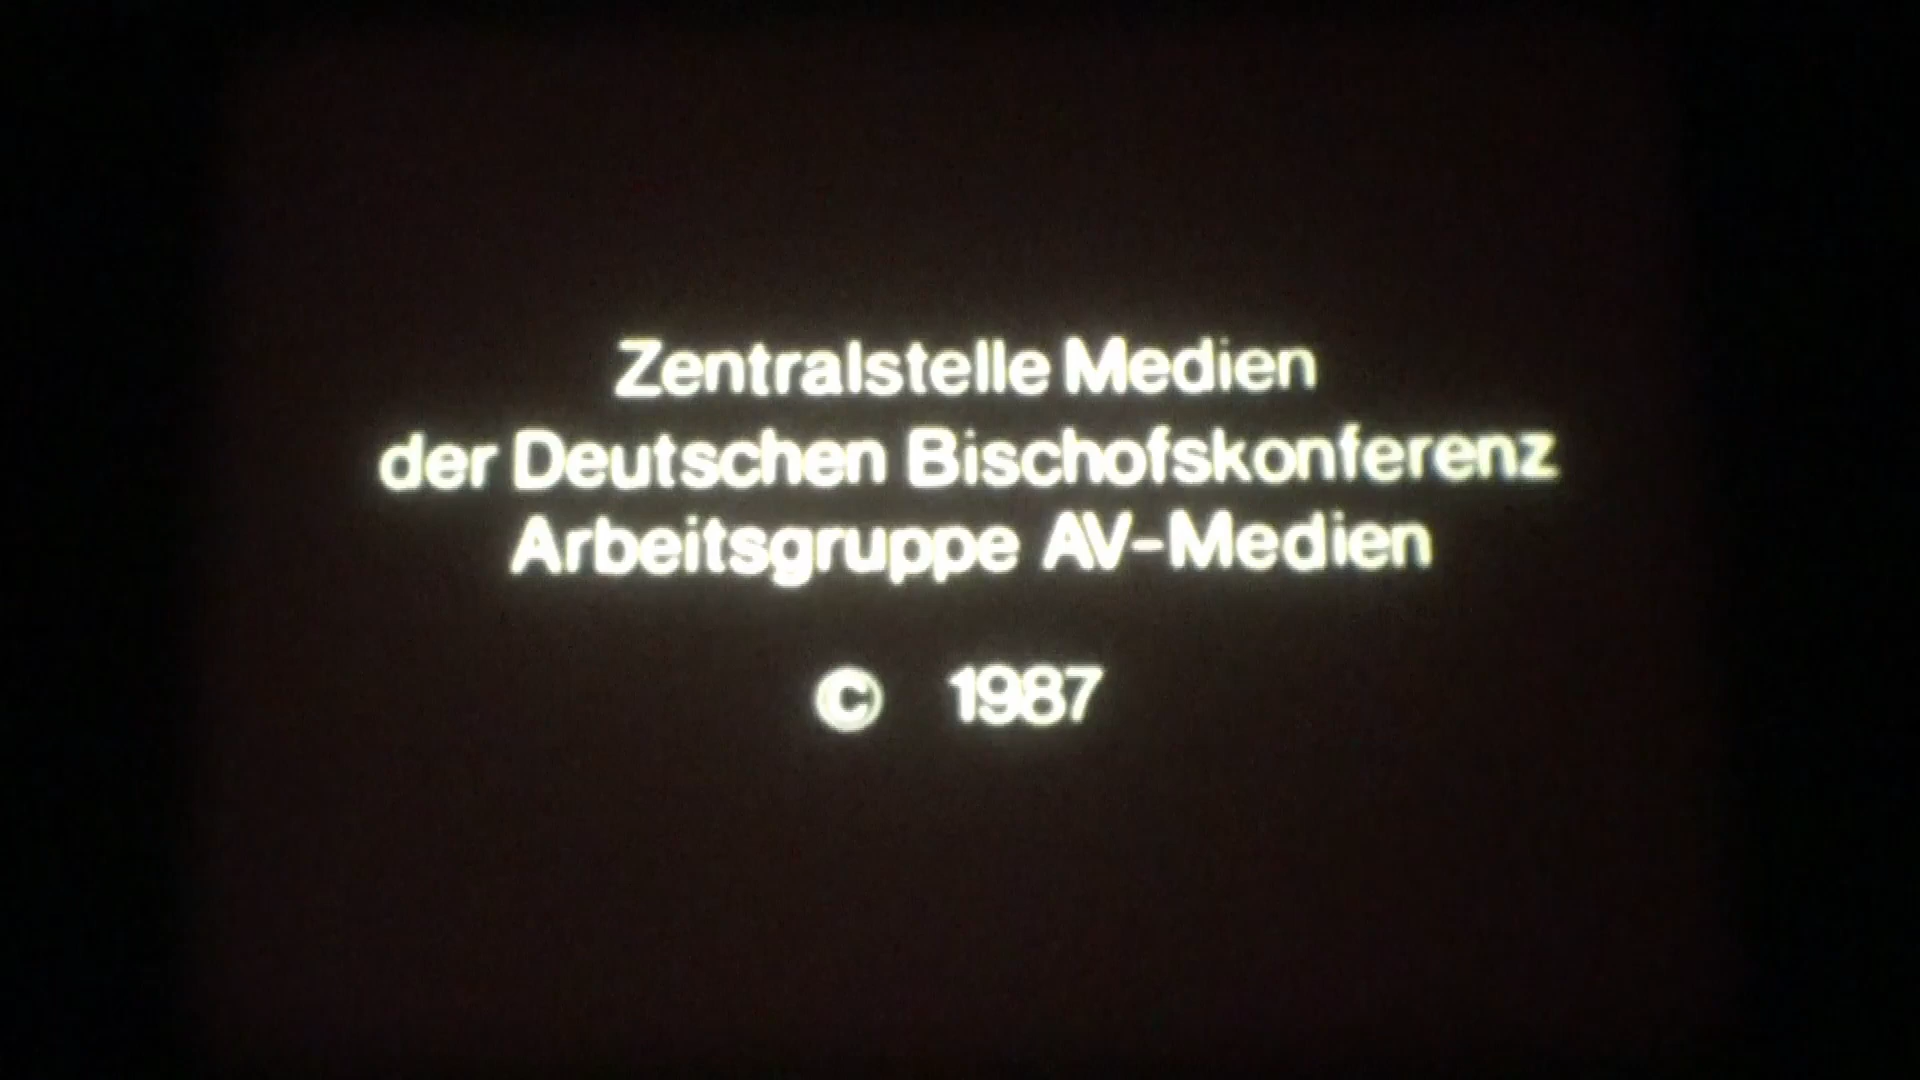 Zentralstelle Medien
der Deutschen Bischofskonferenz
Arbeitsgruppe AV-Medien
© 1987